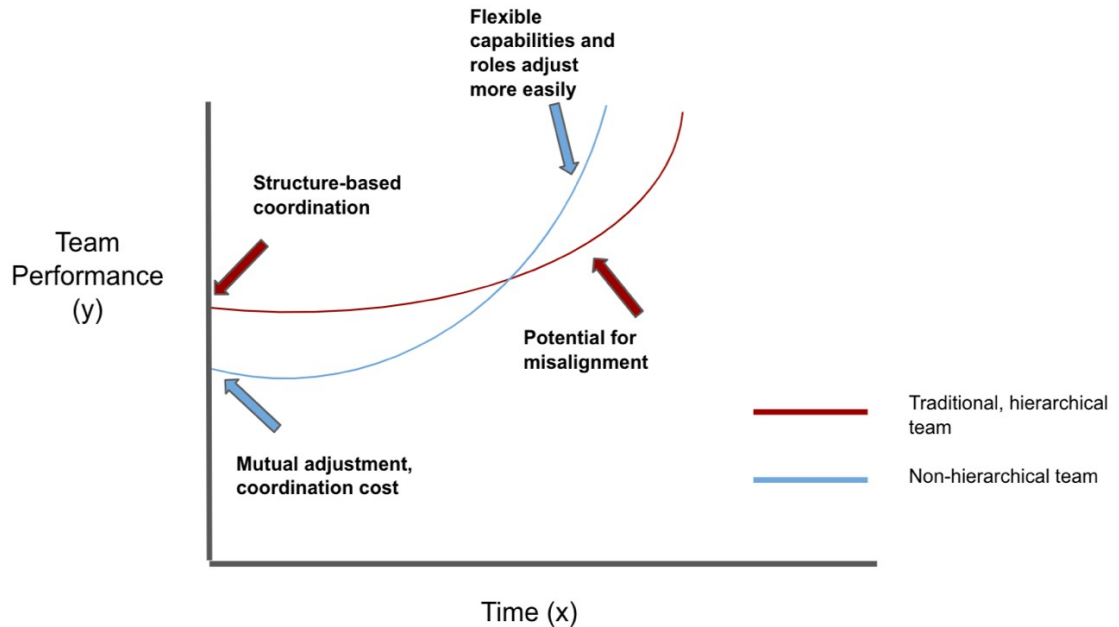 Flexible
capabilities and
roles adjust
more easily
Structure-based
coordination
Team
Performance
(y)
Potential for
misalignment
Traditional, hierarchical
team
Mutual adjustment,
coordination cost
Non-hierarchical team
Time (x)